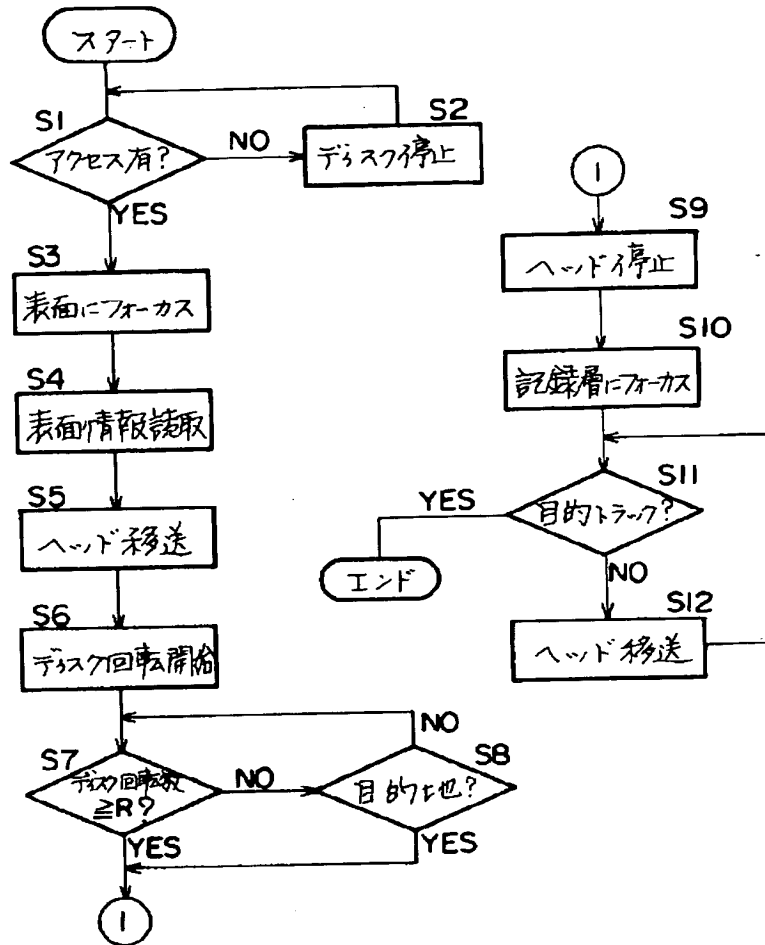 スタート
S1
アクセス有?
NO
S2
ディスク停止
YES
S3
表面にフォーカス
S4
表面情報読取
S5
ヘッド移送
S6
ディスク回転開始
S7
ディスク回転数
≧R?
NO
S8
目的地?
NO
YES
YES
1
1
S9
ヘッド停止
S10
記録層にフォーカス
S11
目的トラック?
YES
エンド
NO
S12
ヘッド移送